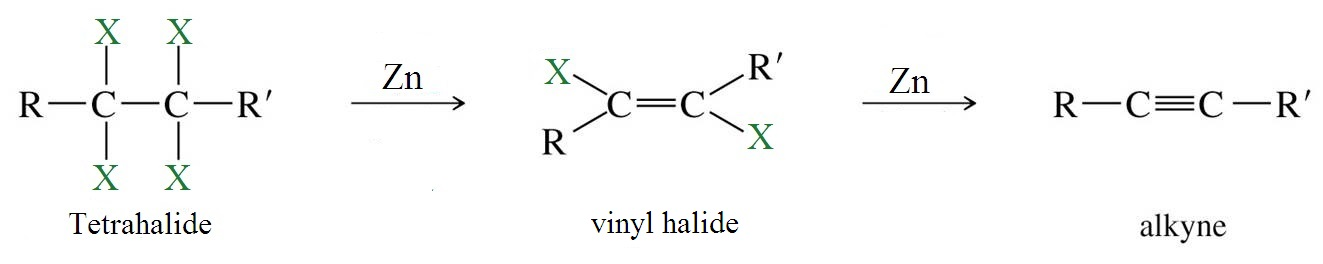 X X
R—C—C—R′
X X
Zn
X R′
C=C
R X
Zn
R—C≡C—R′
Tetrahalide
vinyl halide
alkyne